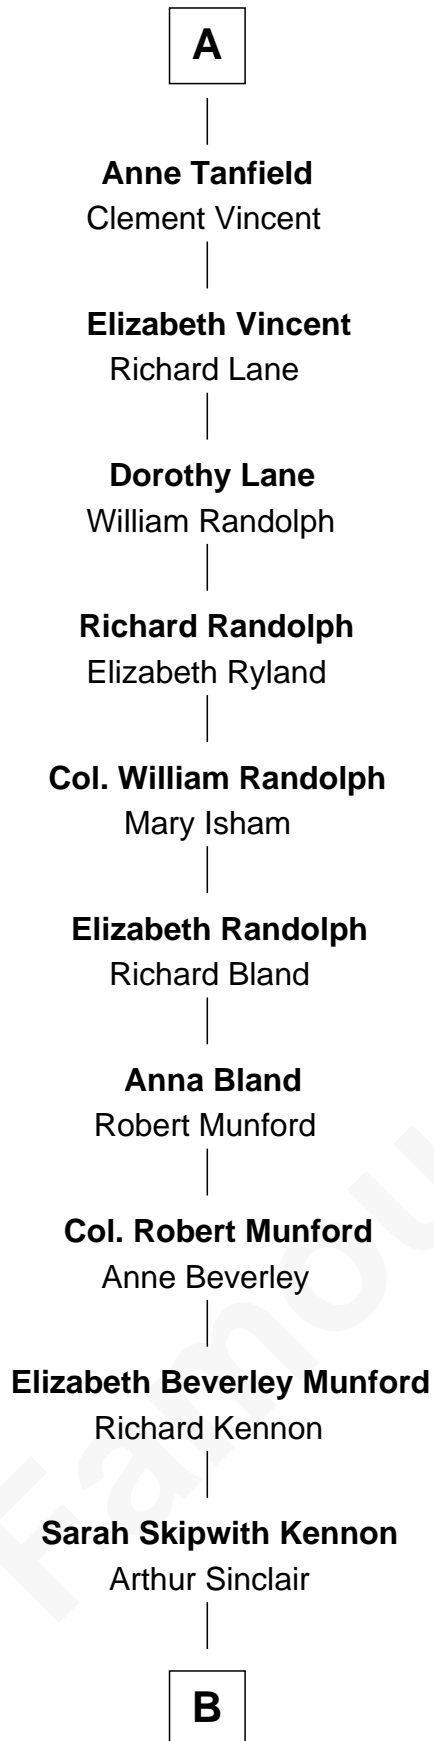 A
Anne Tanfield
Clement Vincent
Elizabeth Vincent
Richard Lane
Dorothy Lane
William Randolph
Richard Randolph
Elizabeth Ryland
Col. William Randolph
Mary Isham
Elizabeth Randolph
Richard Bland
Anna Bland
Robert Munford
Col. Robert Munford
Anne Beverley
Elizabeth Beverley Munford
Richard Kennon
Sarah Skipwith Kennon
Arthur Sinclair
B
Famou